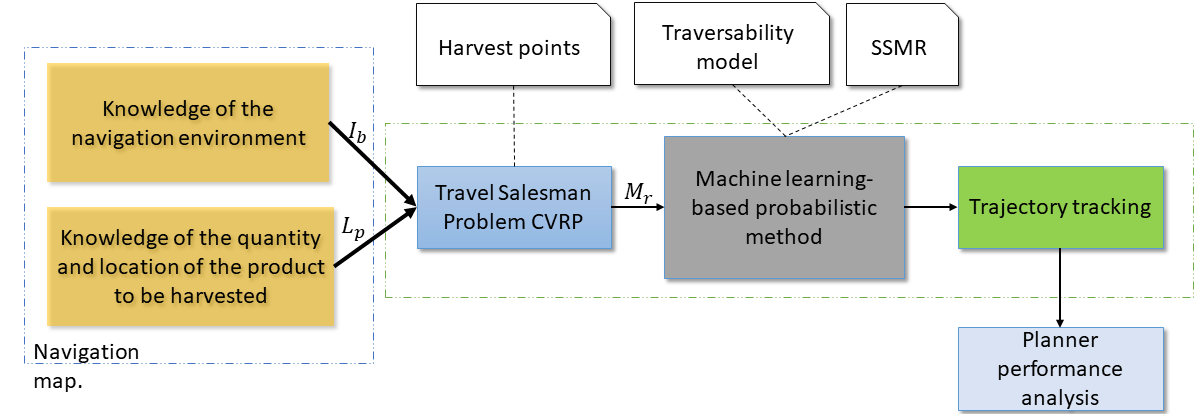 Harvest points
Traversability
model
SSMR
Knowledge of the
navigation environment
I_b
Travel Salesman
Problem CVRP
M_r
Machine learning-
based probabilistic
method
Trajectory tracking
Knowledge of the quantity
and location of the product
to be harvested
L_p
Navigation
map.
Planner
performance
analysis